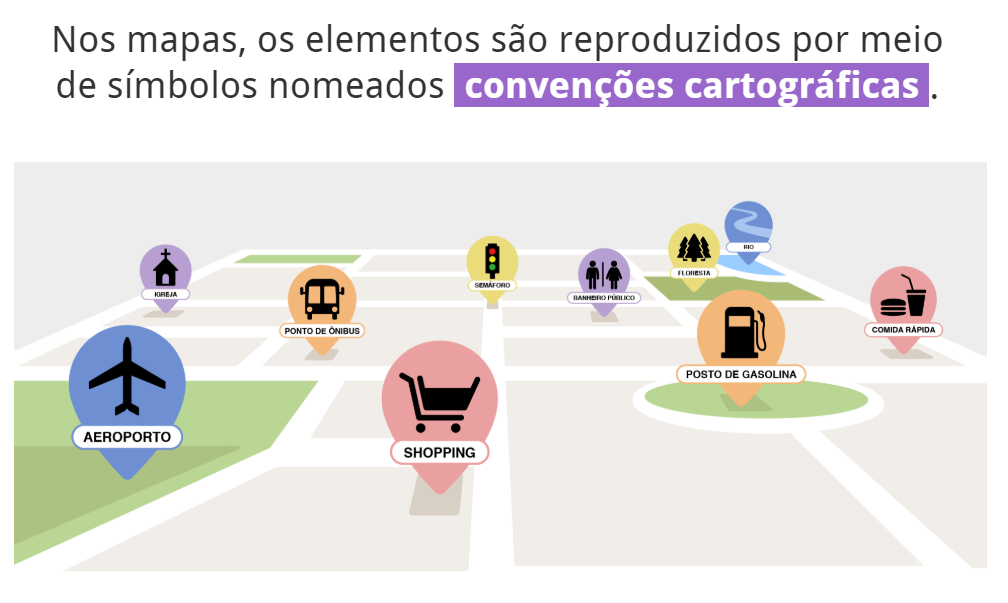 Nos mapas, os elementos são reproduzidos por meio
de símbolos nomeados convenções cartográficas.
RIO
IGREJA
FLORESTA
SEMÁFORO
BANHEIRO PÚBLICO
PONTO DE ÔNIBUS
COMIDA RÁPIDA
POSTO DE GASOLINA
AEROPORTO
SHOPPING